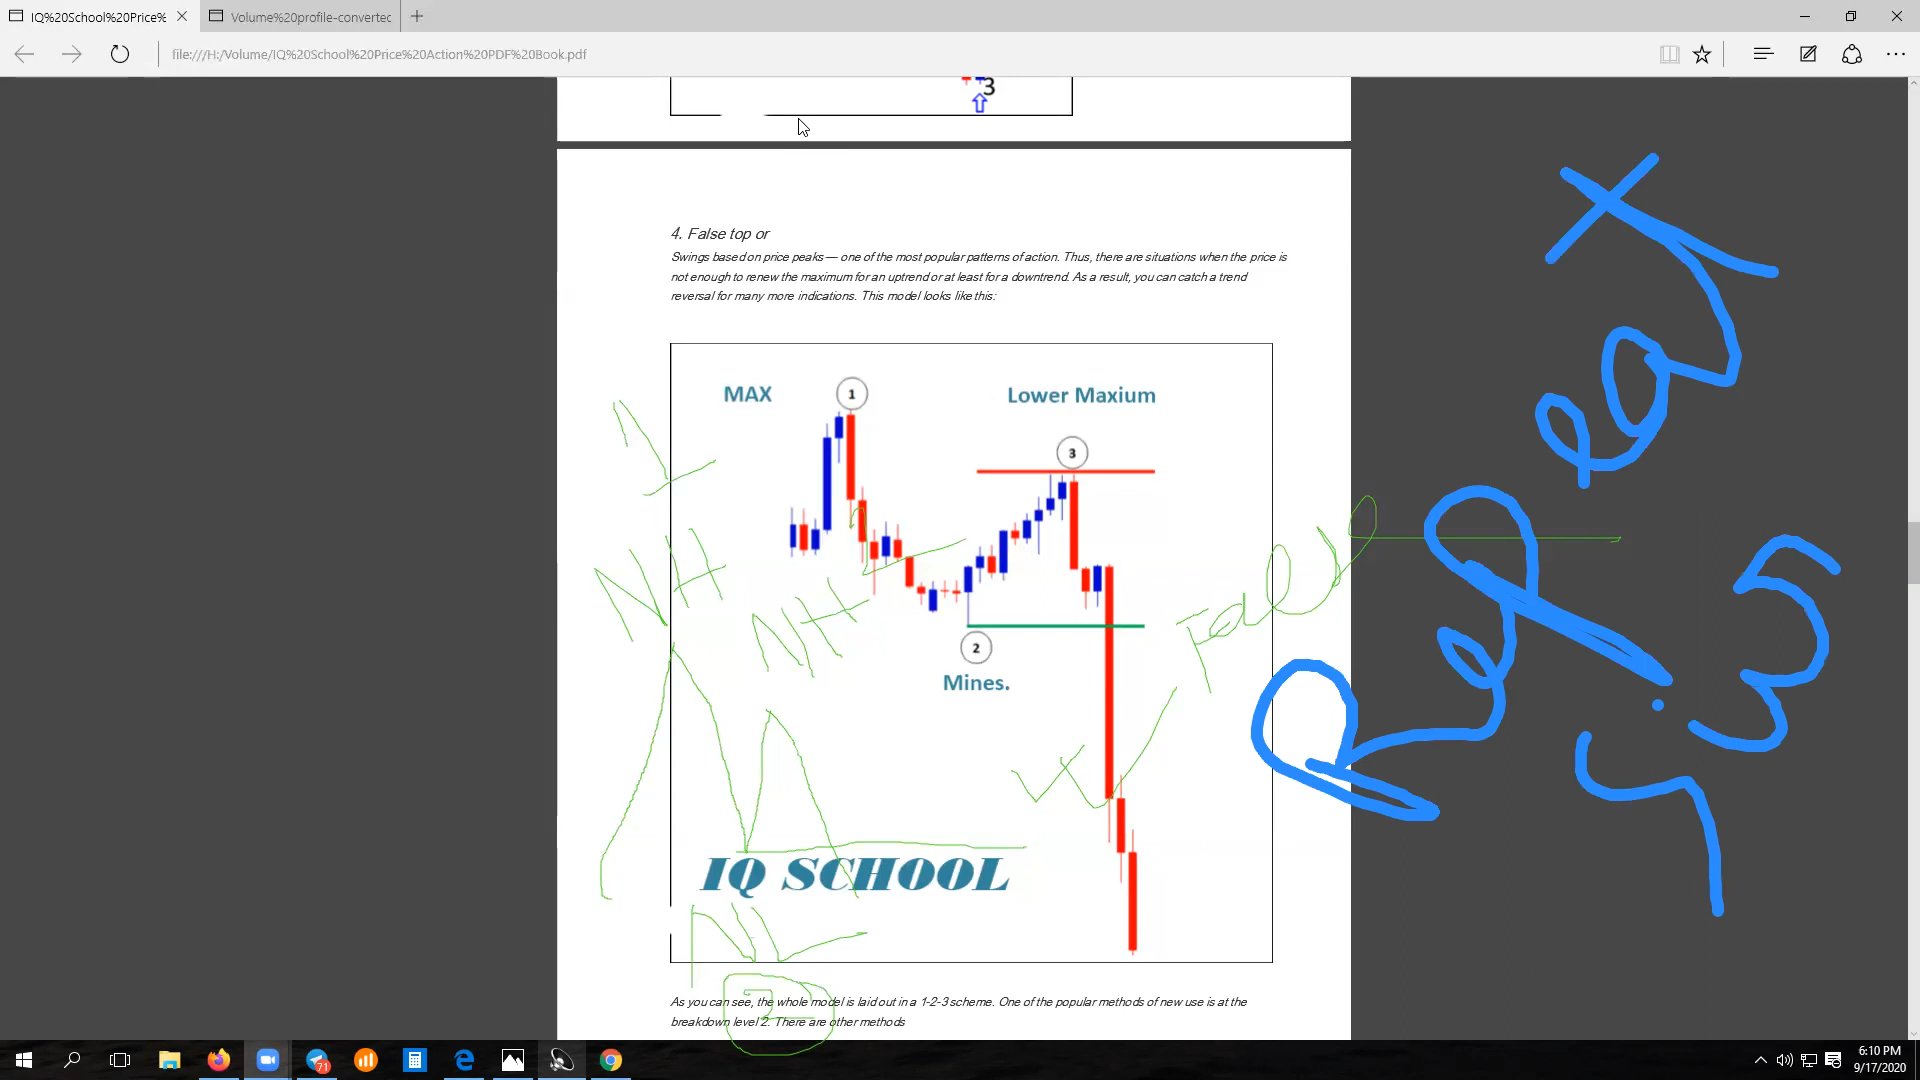 IQ%20School%20Price%
Volume%20profile-convertec
file:///H:/Volume/IQ%20School%20Price%20Action%20PDF%20Book.pdf
3
4. False top or
Swings based on price peaks — one of the most popular patterns of action. Thus, there are situations when the price is
not enough to renew the maximum for an uptrend or at least for a downtrend. As a result, you can catch a trend
reversal for many more indications. This model looks like this:
MAX
1
Lower Maxium
3
2
Mines.
NH
NH
Repeat
IQ SCHOOL
NL
2
As you can see, the whole model is laid out in a 1-2-3 scheme. One of the popular methods of new use is at the
breakdown level 2. There are other methods
71
6:10 PM
9/17/2020